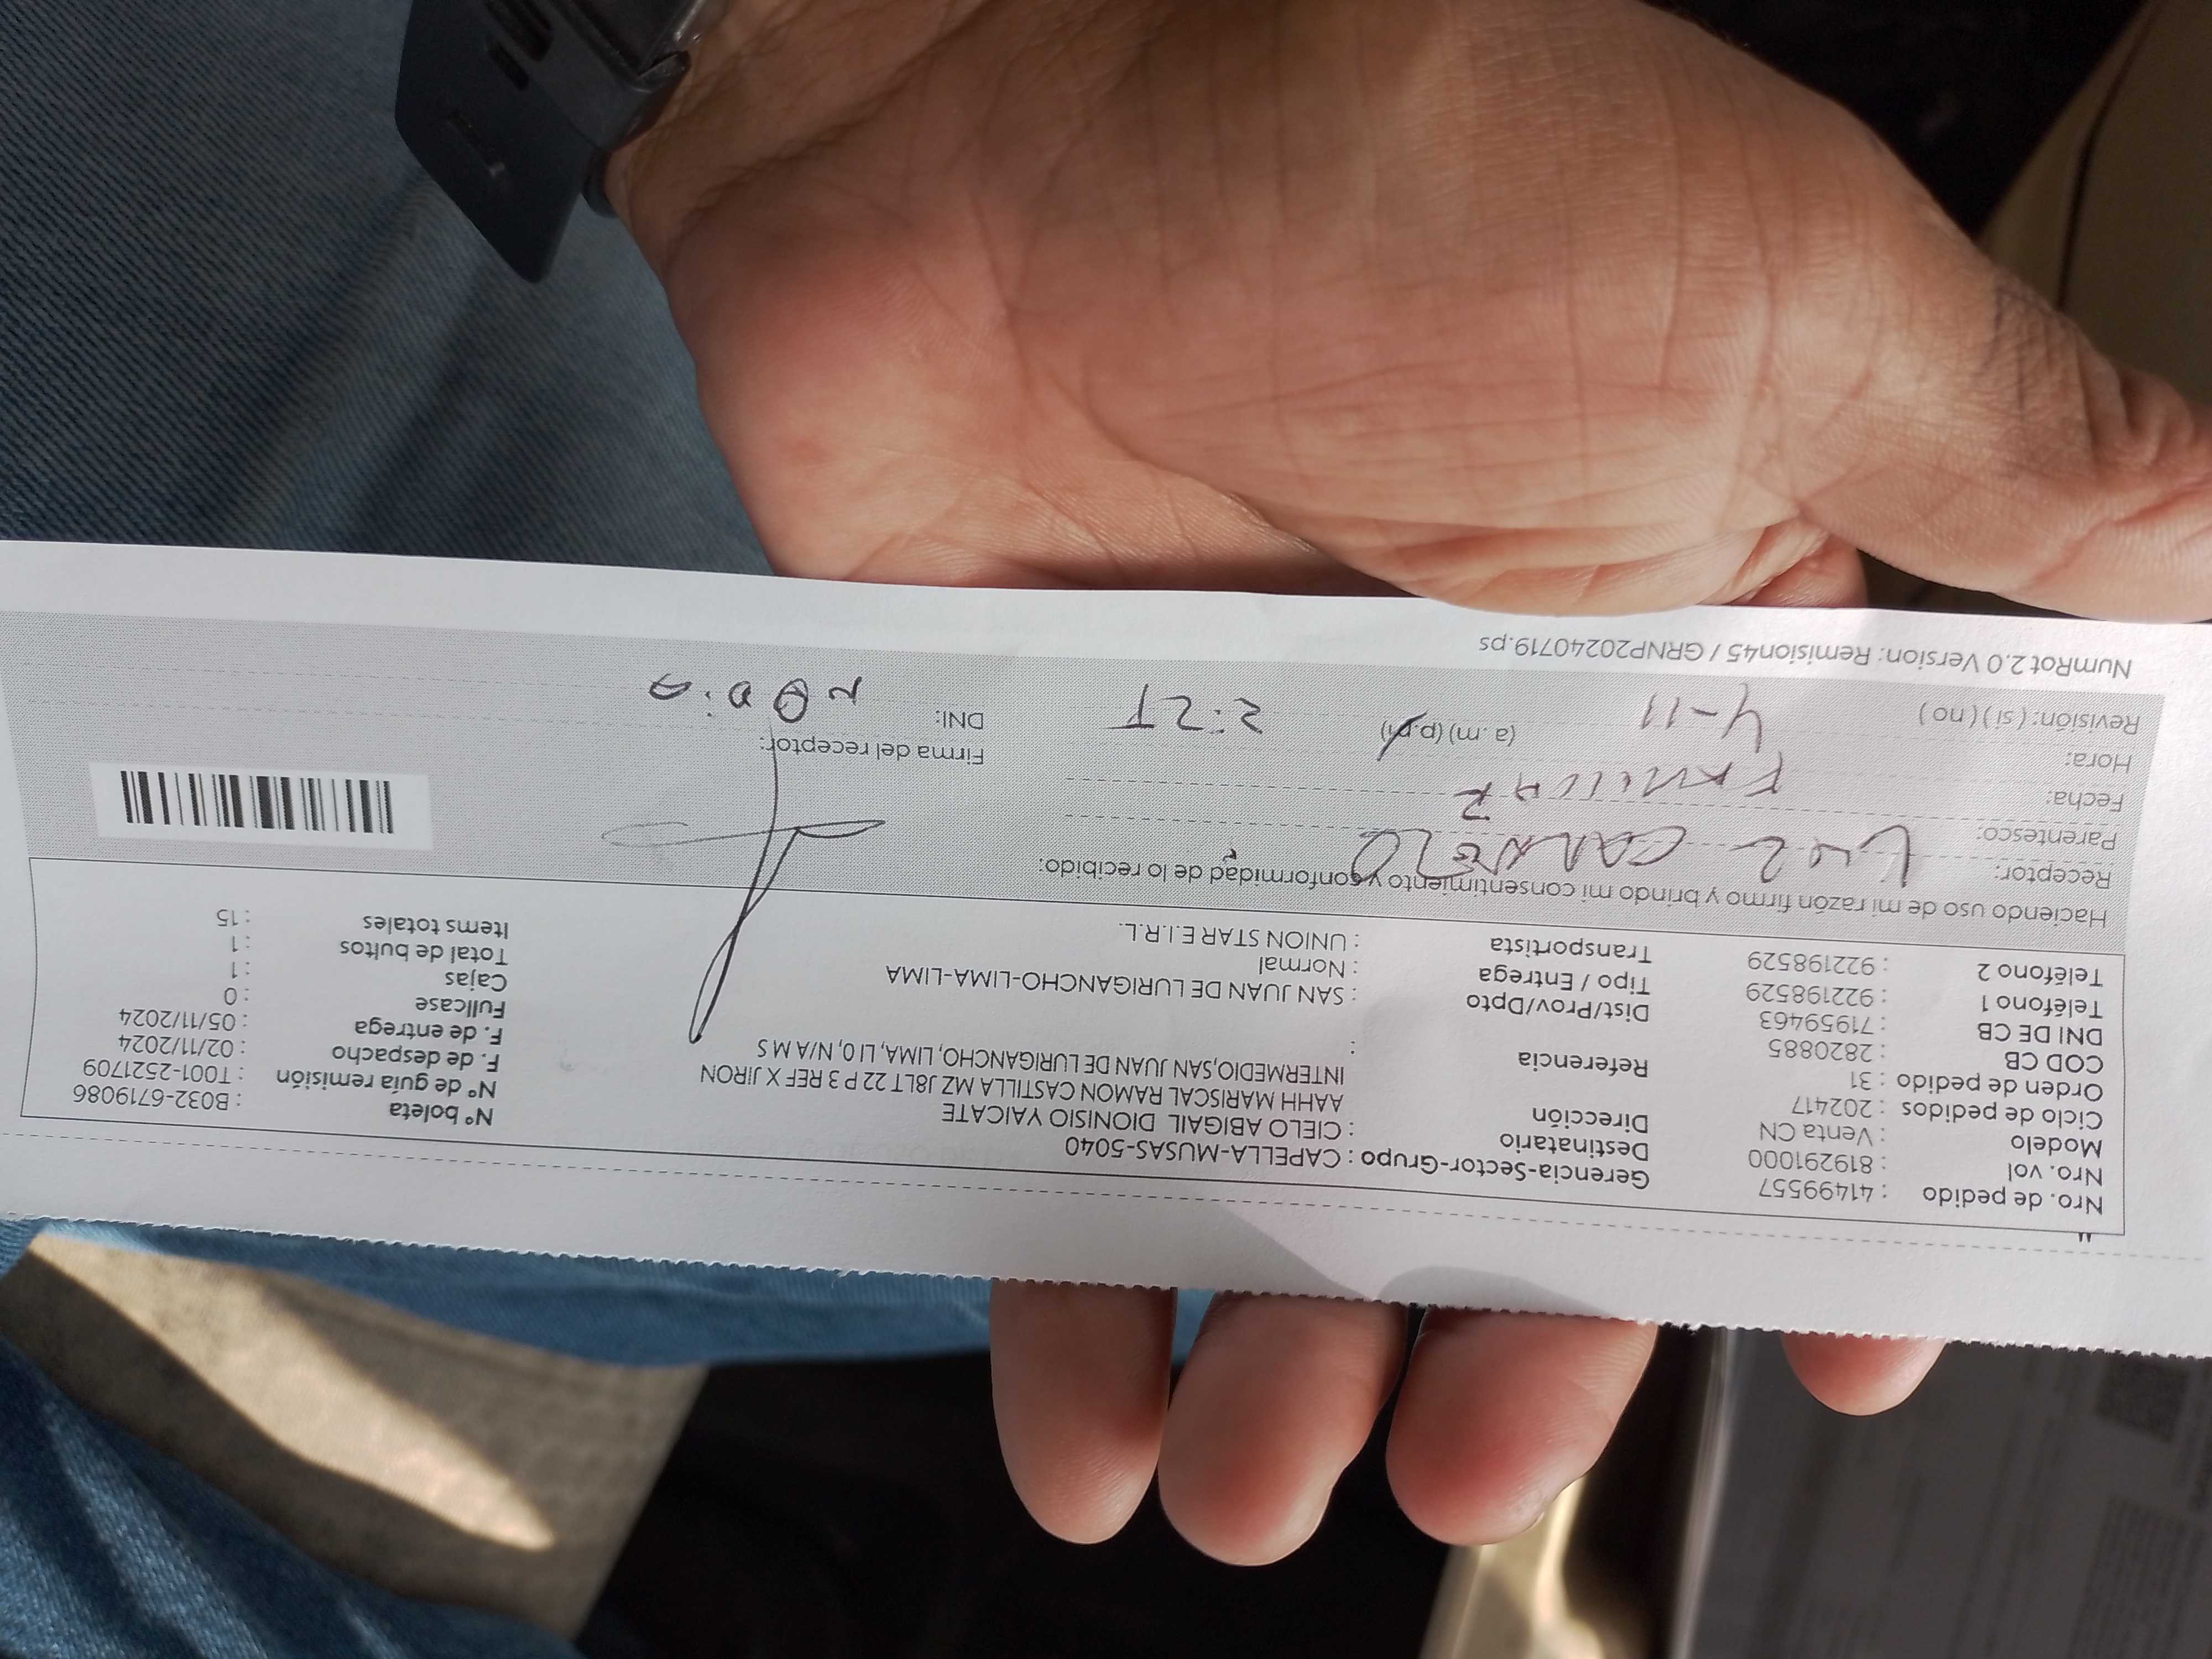 Nro. de pedido : 41499557
Nro. vol : 819291000
Modelo : Venta CN
Ciclo de pedidos : 202417
Orden de pedido : 31
COD CB : 2820885
DNI DE CB : 71959463
Teléfono 1 : 922198529
Teléfono 2 : 922198529
Gerencia-Sector-Grupo : CAPELLA-MUSAS-5040
Destinatario : CIELO ABIGAIL DIONISIO YAICATE
Dirección AAHH MARISCAL RAMON CASTILLA MZ J8LT 22 P 3 REF X JIRON
INTERMEDIO,SAN JUAN DE LURIGANCHO, LIMA, LI 0, N/A M S
Referencia :
Dist/Prov/Dpto : SAN JUAN DE LURIGANCHO-LIMA-LIMA
Tipo / Entrega : Normal
Transportista : UNION STAR E.I.R.L.
Nº boleta : B032-6719086
Nº de guía remisión : T001-2521709
F. de despacho : 02/11/2024
F. de entrega : 05/11/2024
Fullcase : 0
Cajas : 1
Total de bultos : 1
Items totales : 15
Haciendo uso de mi razón firmo y brindo mi consentimiento y conformidad de lo recibido:
Receptor:
Parentesco: FAMILIAR
Fecha: 4-11
Hora: (a.m) (p.m)
Revisión: ( si ) ( no )
Firma del receptor:
DNI:
NumRot 2.0 Version: Remision45 / GRNP20240719.ps